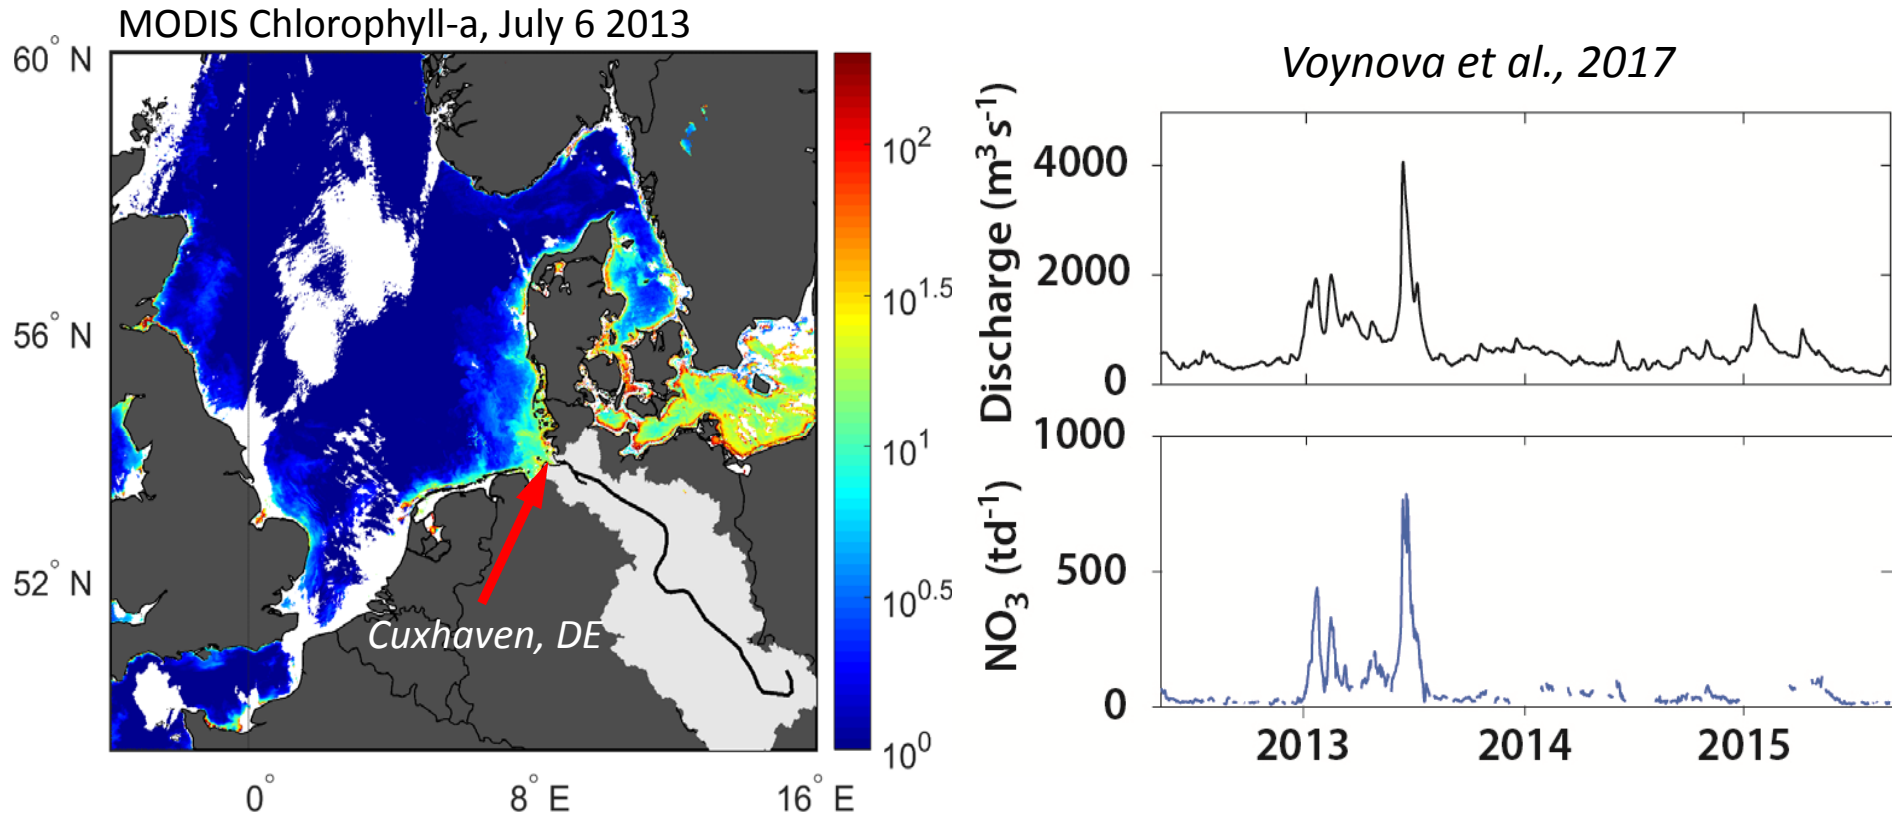 MODIS Chlorophyll-a, July 6 2013
60° N
56° N
52° N
0°
8° E
16° E
10^2
10^1.5
10^1
10^0.5
10^0
Cuxhaven, DE
Voynova et al., 2017
Discharge (m^3 s^-1)
4000
2000
0
NO_3 (td^-1)
1000
500
0
2013
2014
2015